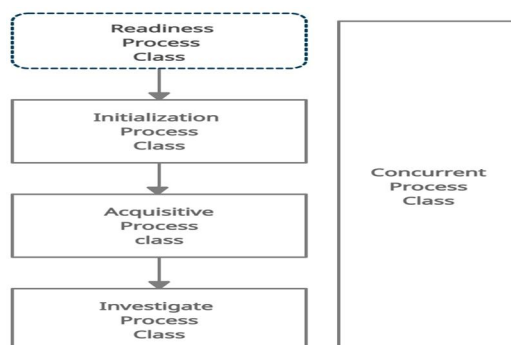 Readiness
Process
Class
Initialization
Process
Class
Acquisitive
Process
class
Investigate
Process
Class
Concurrent
Process
Class